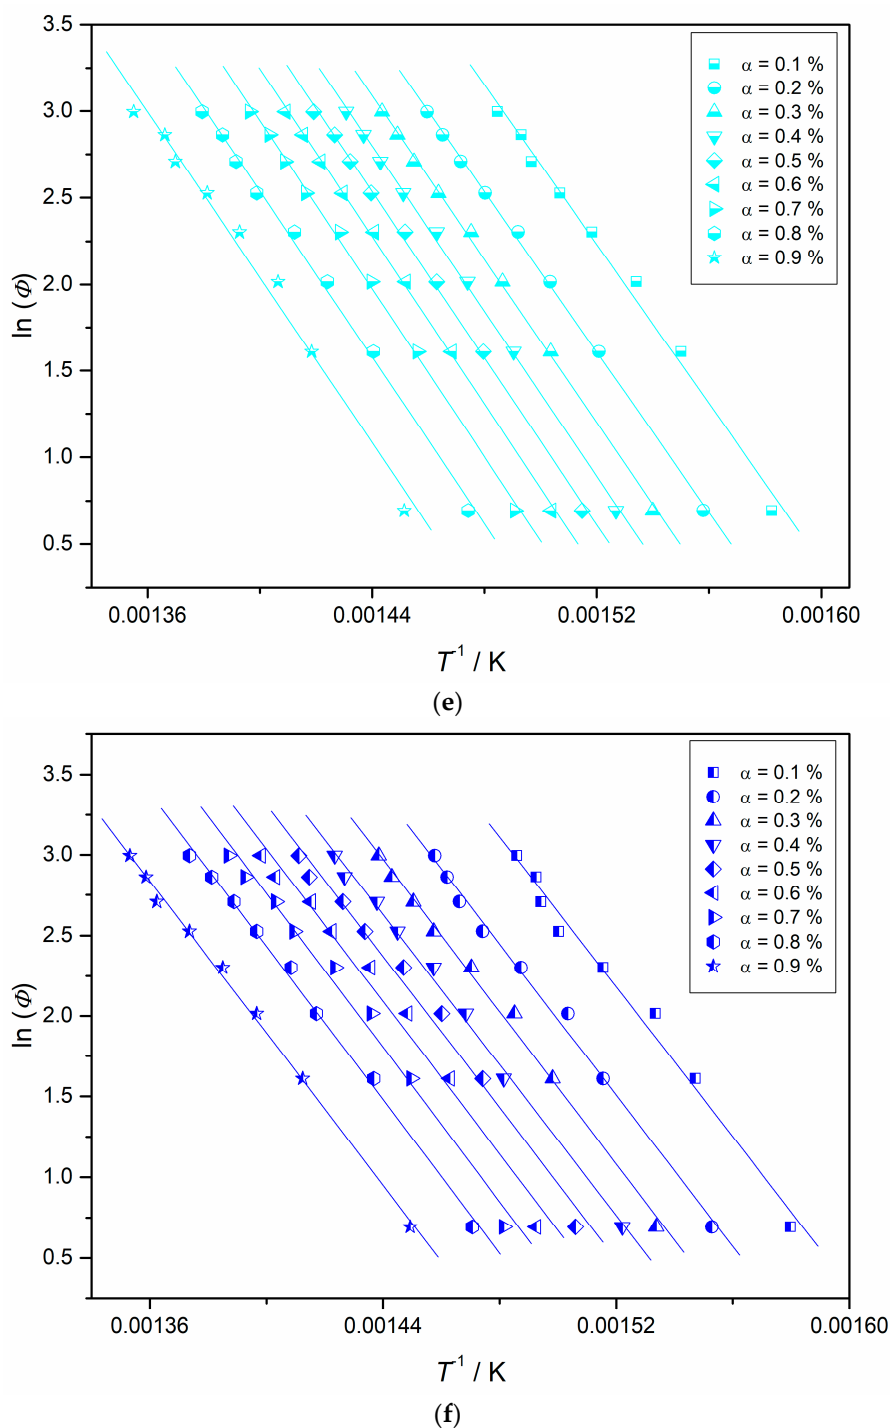 3.5
3.0
2.5
2.0
1.5
1.0
0.5
ln (Φ)
α = 0.1 %
α = 0.2 %
α = 0.3 %
α = 0.4 %
α = 0.5 %
α = 0.6 %
α = 0.7 %
α = 0.8 %
α = 0.9 %
0.00136 0.00144 0.00152 0.00160
T⁻¹ / K
(e)
3.5
3.0
2.5
2.0
1.5
1.0
0.5
ln (Φ)
α = 0.1 %
α = 0.2 %
α = 0.3 %
α = 0.4 %
α = 0.5 %
α = 0.6 %
α = 0.7 %
α = 0.8 %
α = 0.9 %
0.00136 0.00144 0.00152 0.00160
T⁻¹ / K
(f)